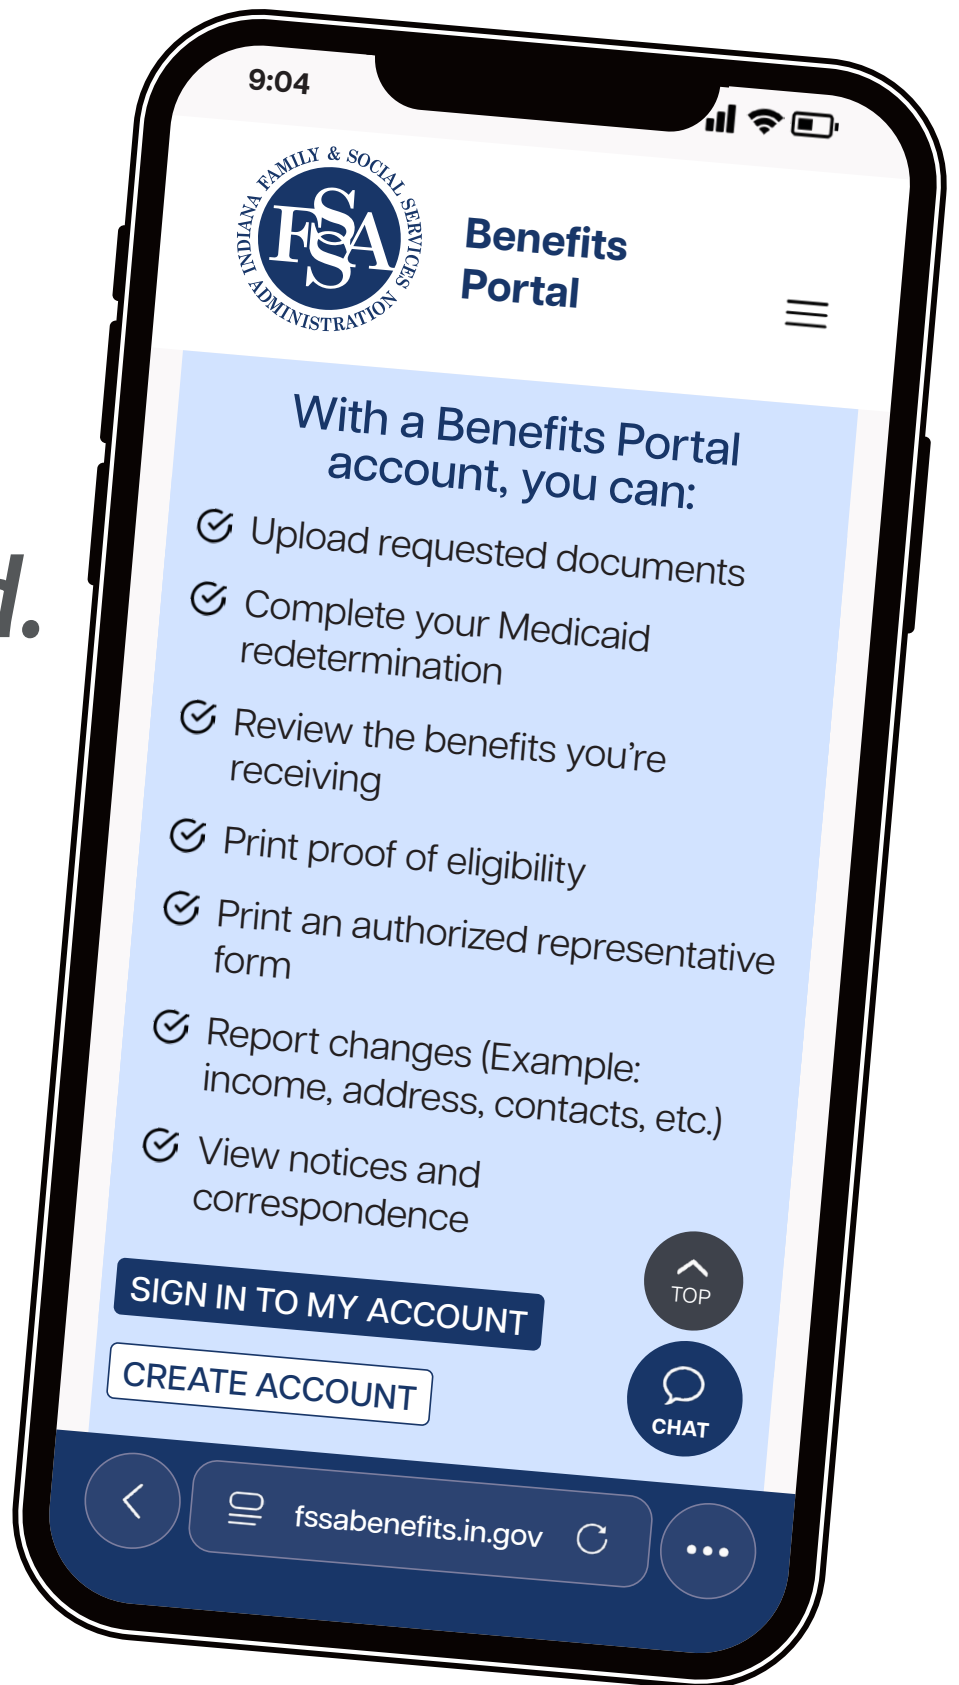 9:04
INDIANA FAMILY & SOCIAL SERVICES ADMINISTRATION
FSSA
Benefits
Portal
With a Benefits Portal
account, you can:
Upload requested documents
d.
Complete your Medicaid
redetermination
Review the benefits you’re
receiving
Print proof of eligibility
Print an authorized representative
form
Report changes (Example:
income, address, contacts, etc.)
View notices and
correspondence
SIGN IN TO MY ACCOUNT
TOP
CREATE ACCOUNT
CHAT
fssabenefits.in.gov